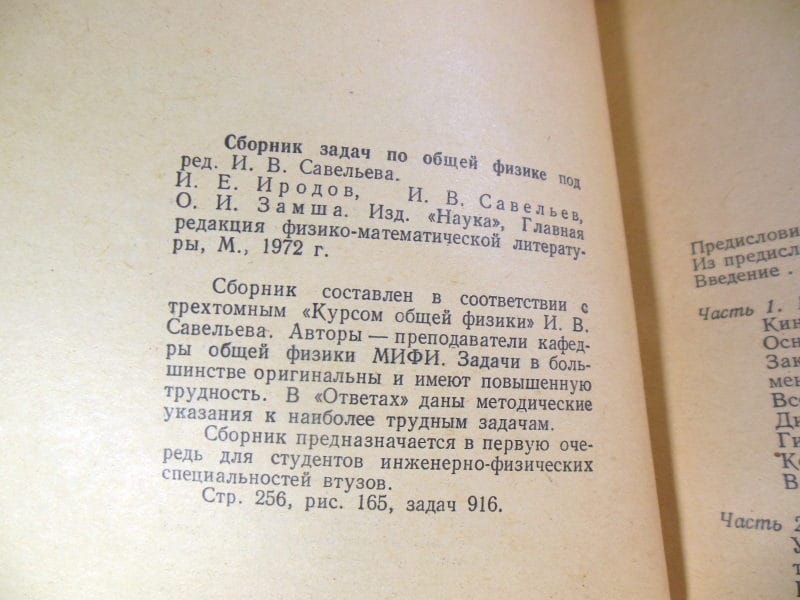 Сборник задач по общей физике под
ред. И. В. Савельева.
И. Е. Иродов, И. В. Савельев,
О. И. Замша. Изд. «Наука», Главная
редакция физико-математической литерату-
ры, М., 1972 г.
Сборник составлен в соответствии с
трехтомным «Курсом общей физики» И. В.
Савельева. Авторы — преподаватели кафед-
ры общей физики МИФИ. Задачи в боль-
шинстве оригинальны и имеют повышенную
трудность. В «Ответах» даны методические
указания к наиболее трудным задачам.
Сборник предназначается в первую оче-
редь для студентов инженерно-физических
специальностей втузов.
Стр. 256, рис. 165, задач 916.
Введение .
Часть 1.
Часть 2